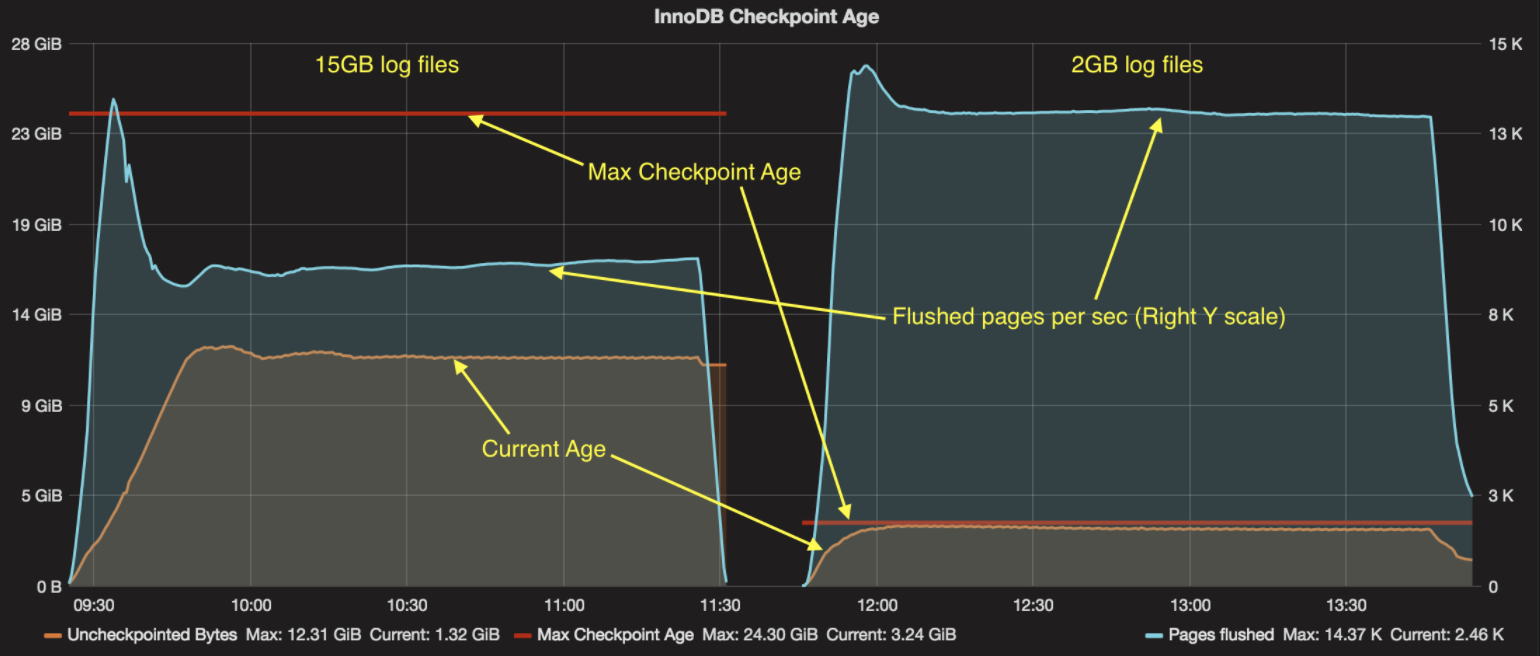 InnoDB Checkpoint Age
28 GiB
23 GiB
19 GiB
14 GiB
9 GiB
5 GiB
0 B
15 K
13 K
10 K
8 K
5 K
3 K
0
15GB log files
2GB log files
Max Checkpoint Age
Flushed pages per sec (Right Y scale)
Current Age
09:30 10:00 10:30 11:00 11:30 12:00 12:30 13:00 13:30
Uncheckpointed Bytes Max: 12.31 GiB Current: 1.32 GiB Max Checkpoint Age Max: 24.30 GiB Current: 3.24 GiB Pages flushed Max: 14.37 K Current: 2.46 K